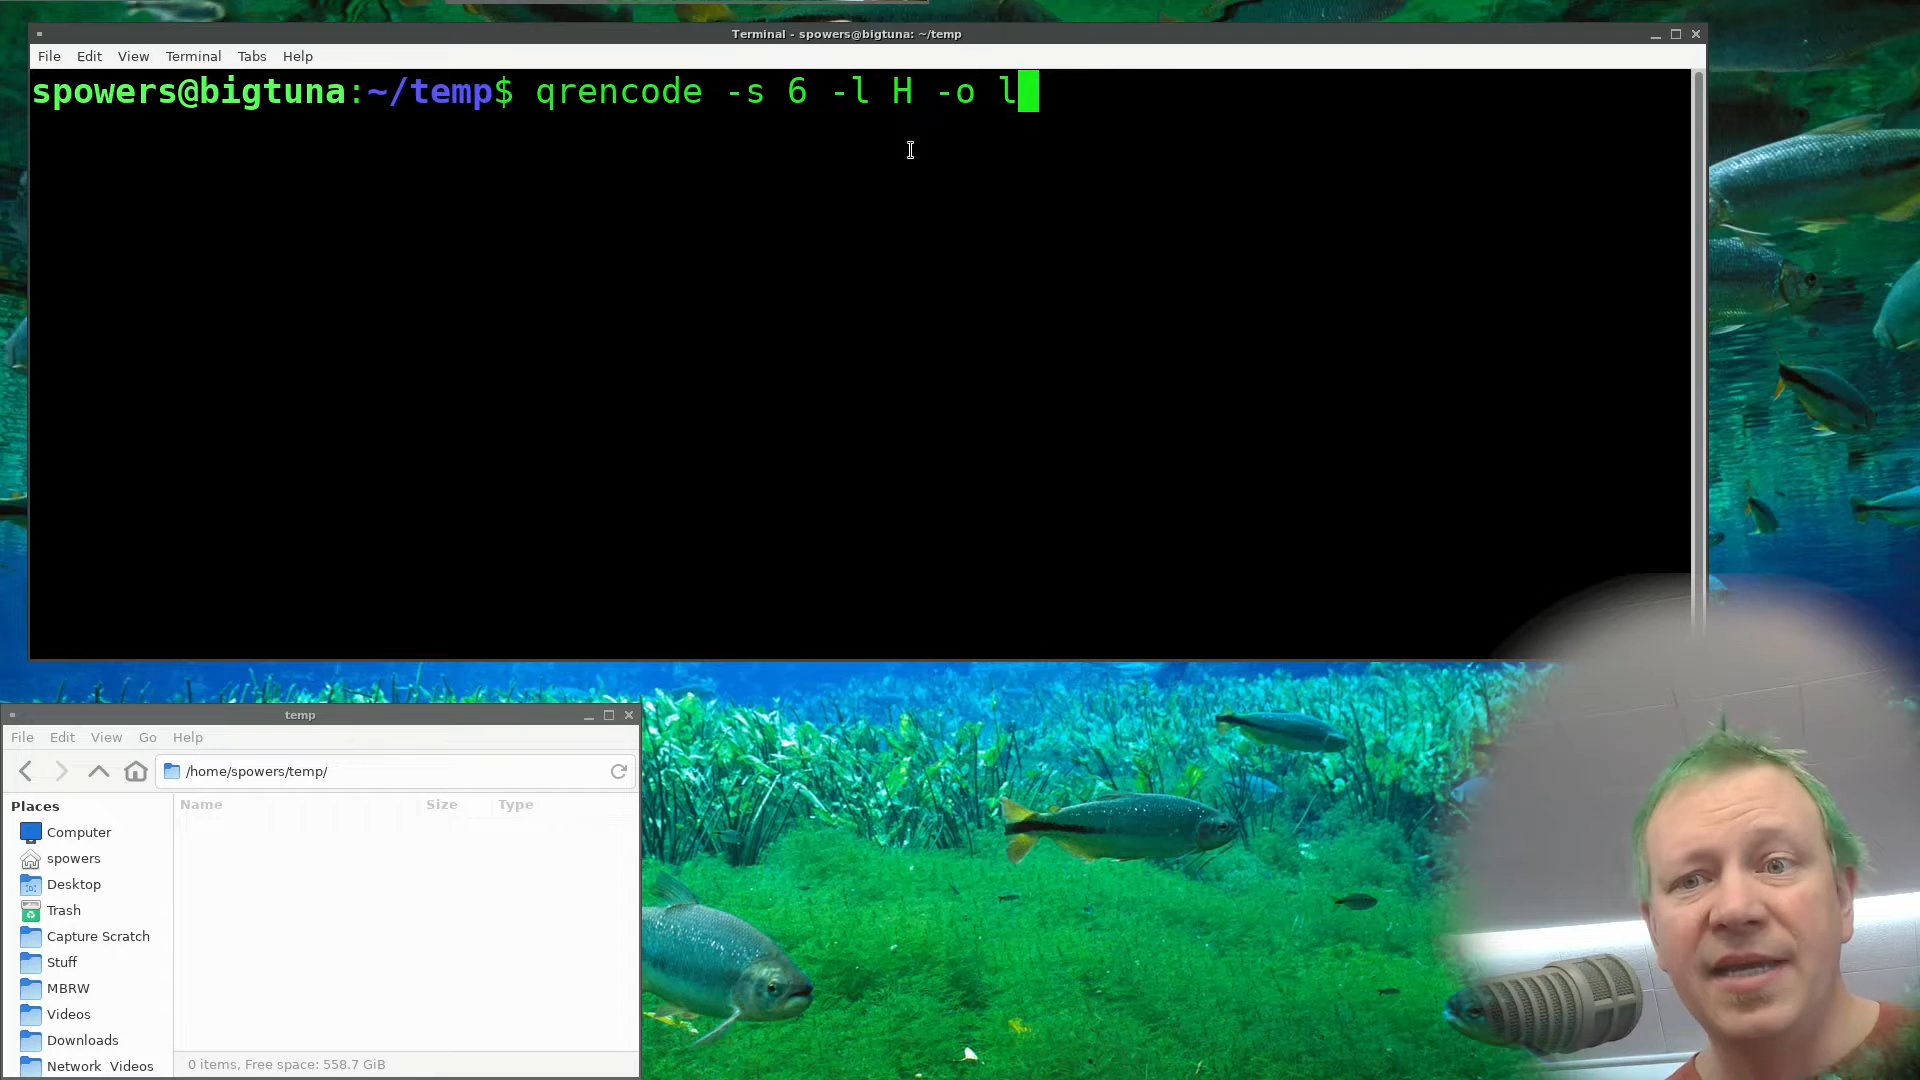 Terminal - spowers@bigtuna: ~/temp
File Edit View Terminal Tabs Help
spowers@bigtuna:~/temp$ qrencode -s 6 -l H -o l
temp
File Edit View Go Help
/home/spowers/temp/
Places
Name Size Type
Computer
spowers
Desktop
Trash
Capture Scratch
Stuff
MBRW
Videos
Downloads
Network_Videos
0 items, Free space: 558.7 GiB